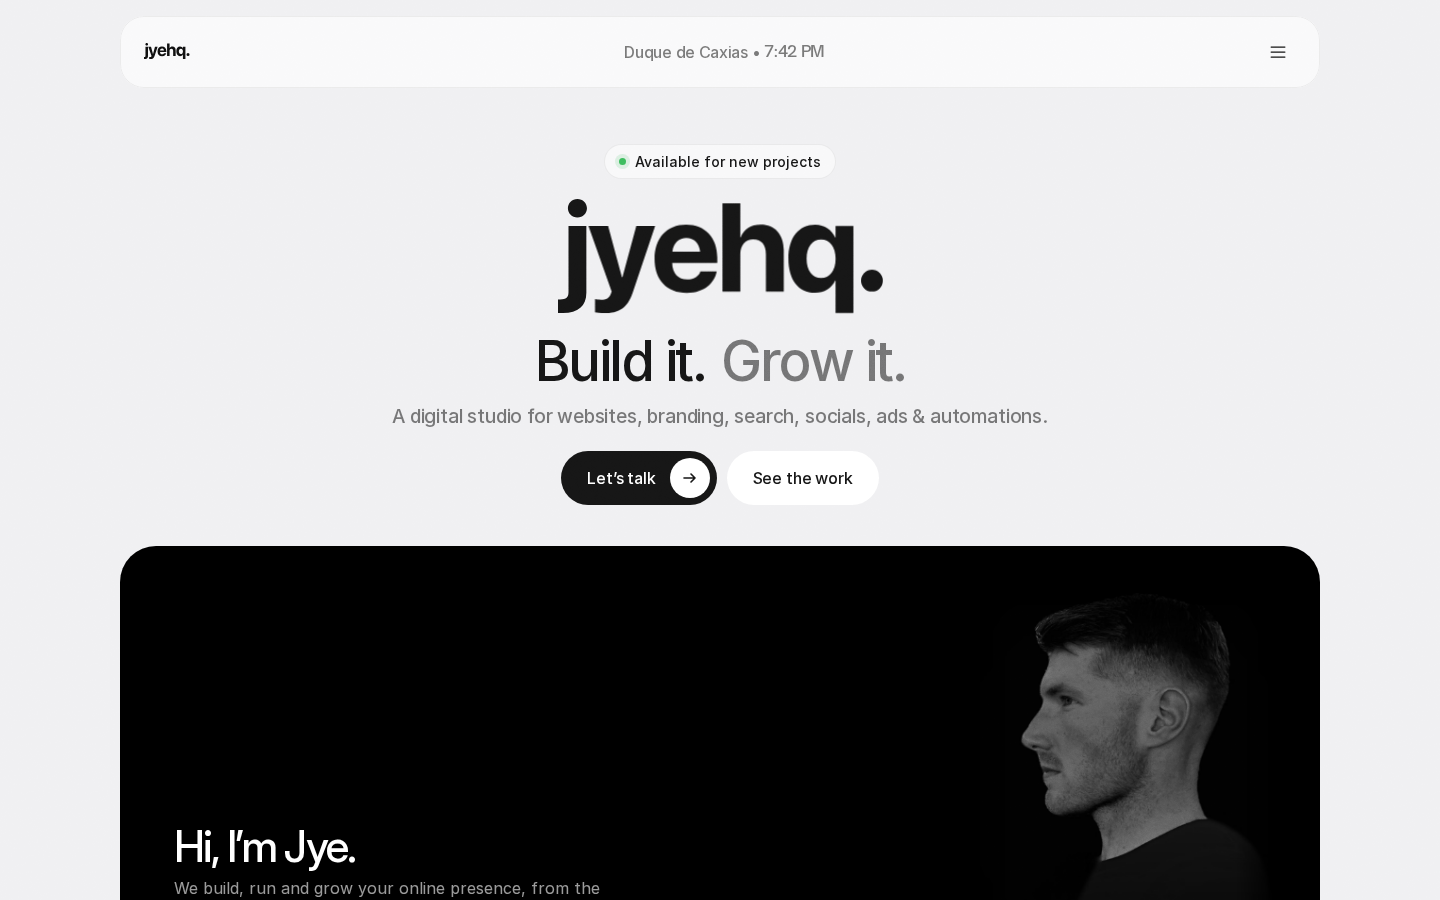 jyehq.
Duque de Caxias • 7:42 PM
Available for new projects
jyehq.
Build it. Grow it.
A digital studio for websites, branding, search, socials, ads & automations.
Let’s talk
See the work
Hi, I’m Jye.
We build, run and grow your online presence, from the